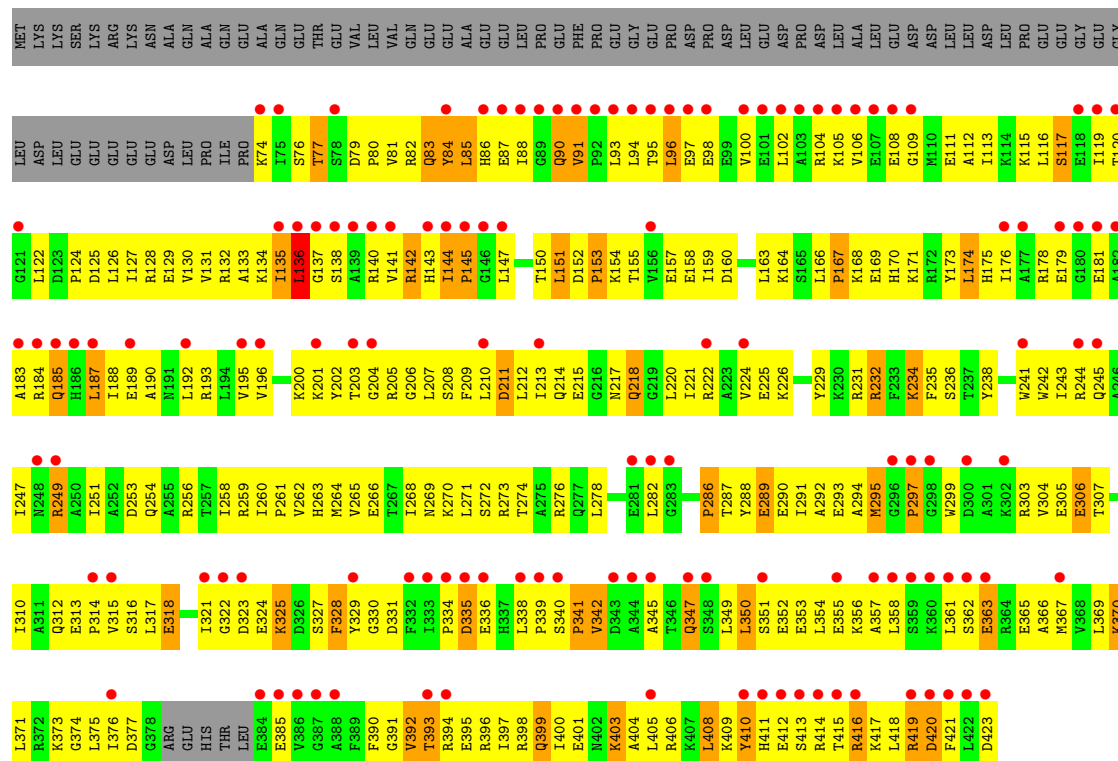 MET LYS LYS SER LYS ARG LYS ASN ALA GLN ALA GLN GLU ALA GLN GLU THR GLU VAL LEU VAL GLN GLU GLU ALA GLU GLU LEU PRO GLU PHE PRO GLU GLY GLU PRO ASP PRO ASP LEU GLU ASP PRO ASP LEU ALA LEU GLU ASP ASP LEU LEU ASP LEU PRO GLU GLU GLY GLU GLY
LEU ASP LEU GLU GLU GLU GLU GLU ASP LEU PRO ILE PRO K74 I75 S76 T77 S78 D79 P80 V81 R82 Q83 Y84 L85 H86 E87 I88 G89 Q90 V91 P92 L93 L94 I95 L96 E97 E98 E99 V100 E101 L102 A103 R104 K105 V106 E107 E108 G109 M110 E111 A112 I113 K114 K115 L116 S117 E118 I119 T120
G121 L122 D123 P124 D125 L126 I127 R128 E129 V130 V131 R132 A133 K134 I135 L136 G137 S138 A139 R140 V141 R142 H143 I144 P145 G146 L147 T150 L151 D152 P153 K154 T155 V156 E157 E158 I159 D160 L163 K164 S165 L166 P167 K168 E169 H170 K171 R172 Y173 L174 H175 I176 A177 R178 E179 G180 E181 A182
A183 R184 Q185 H186 L187 I188 E189 A190 N191 L192 R193 L194 V195 V196 K200 K201 Y202 T203 G204 R205 G206 L207 S208 F209 L210 D211 L212 I213 Q214 E215 G216 N217 Q218 G219 L220 I221 R222 A223 V224 E225 K226 Y229 K230 R231 R232 F233 K234 F235 S236 T237 Y238 W241 W242 I243 R244 Q245 A246
I247 N248 R249 A250 I251 A252 D253 Q254 A255 R256 T257 I258 R259 I260 P261 V262 H263 M264 V265 E266 T267 I268 N269 K270 L271 S272 R273 T274 A275 R276 Q277 L278 E281 L282 G283 P286 T287 Y288 E289 E290 I291 A292 E293 A294 M295 G296 P297 G298 W299 D300 A301 K302 R303 V304 E305 E306 T307
I310 A311 Q312 E313 P314 V315 S316 L317 E318 I321 G322 D323 E324 K325 D326 S327 F328 Y329 G330 D331 F332 I333 P334 D335 E336 H337 L338 P339 S340 P341 V342 D343 A344 A345 T346 Q347 S348 L349 L350 S351 E352 E353 L354 E355 K356 A357 L358 S359 K360 L361 S362 E363 R364 E365 A366 M367 V368 L369 K370
L371 R372 K373 G374 L375 I376 D377 G378 ARG GLU HIS THR LEU E384 E385 V386 G387 A388 F389 F390 G391 V392 T393 R394 E395 R396 I397 R398 Q399 I400 E401 N402 K403 A404 L405 R406 K407 L408 K409 Y410 H411 E412 S413 R414 T415 R416 K417 L418 R419 D420 F421 L422 D423